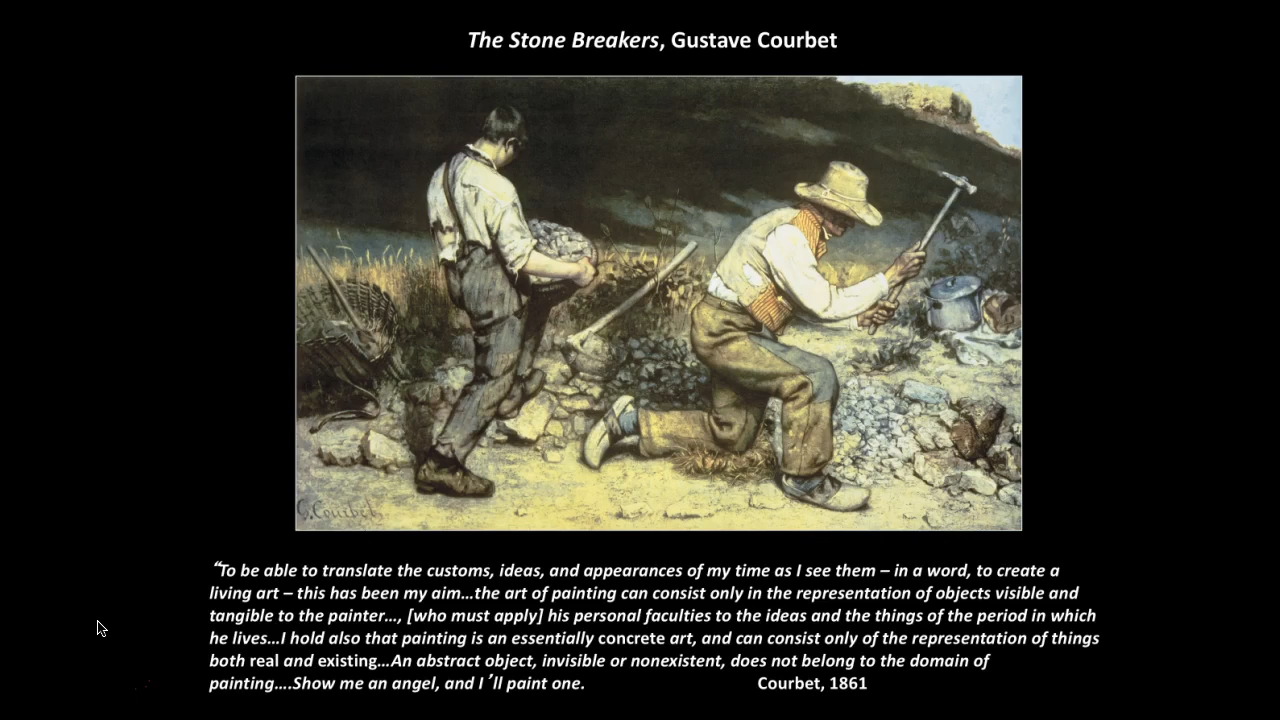 The Stone Breakers, Gustave Courbet
G. Courbet.
“To be able to translate the customs, ideas, and appearances of my time as I see them – in a word, to create a
living art – this has been my aim…the art of painting can consist only in the representation of objects visible and
tangible to the painter…, [who must apply] his personal faculties to the ideas and the things of the period in which
he lives…I hold also that painting is an essentially concrete art, and can consist only of the representation of things
both real and existing…An abstract object, invisible or nonexistent, does not belong to the domain of
painting….Show me an angel, and I’ll paint one. Courbet, 1861